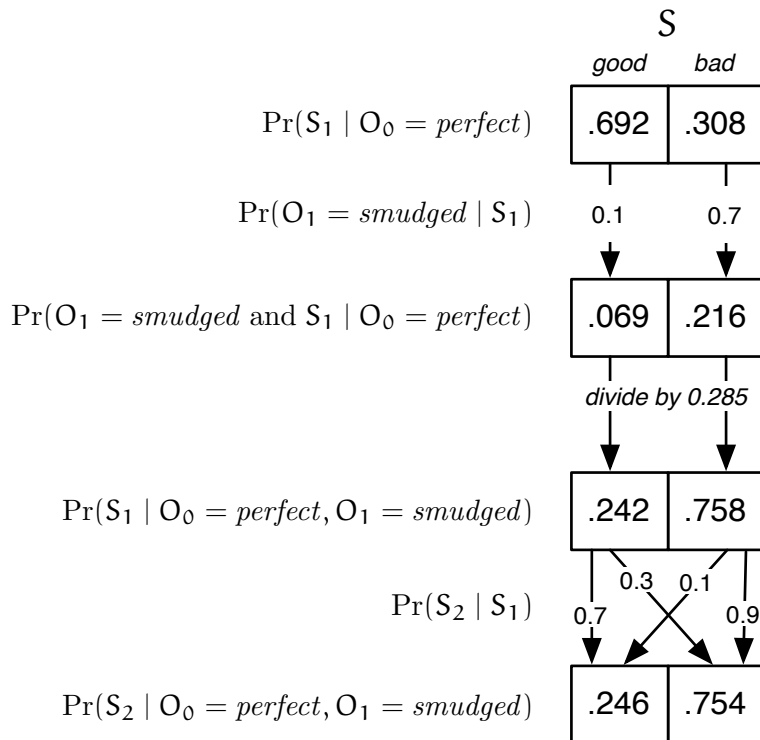 S
good bad
Pr(S₁ | O₀ = perfect) .692 .308
Pr(O₁ = smudged | S₁) 0.1 0.7
Pr(O₁ = smudged and S₁ | O₀ = perfect) .069 .216
divide by 0.285
Pr(S₁ | O₀ = perfect, O₁ = smudged) .242 .758
0.3 0.1
Pr(S₂ | S₁) 0.7 0.9
Pr(S₂ | O₀ = perfect, O₁ = smudged) .246 .754